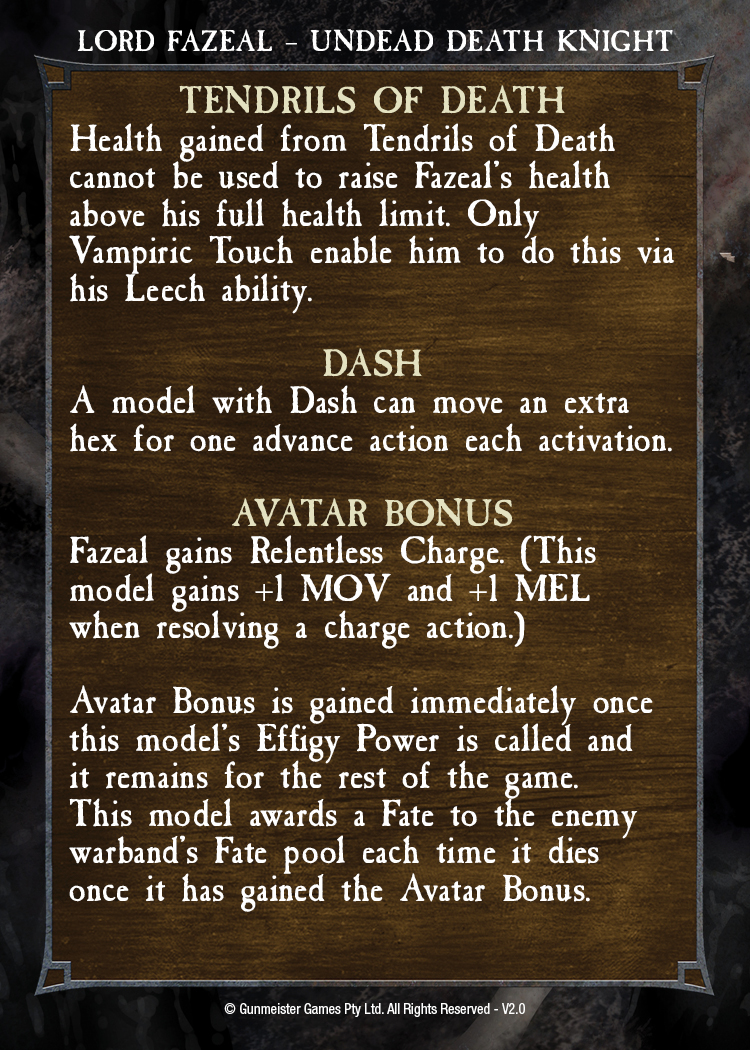 LORD FAZEAL – UNDEAD DEATH KNIGHT
TENDRILS OF DEATH
Health gained from Tendrils of Death
cannot be used to raise Fazeal's health
above his full health limit. Only
Vampiric Touch enable him to do this via
his Leech ability.
DASH
A model with Dash can move an extra
hex for one advance action each activation.
AVATAR BONUS
Fazeal gains Relentless Charge. (This
model gains +1 MOV and +1 MEL
when resolving a charge action.)
Avatar Bonus is gained immediately once
this model's Effigy Power is called and
it remains for the rest of the game.
This model awards a Fate to the enemy
warband's Fate pool each time it dies
once it has gained the Avatar Bonus.
© Gunmeister Games Pty Ltd. All Rights Reserved - V2.0